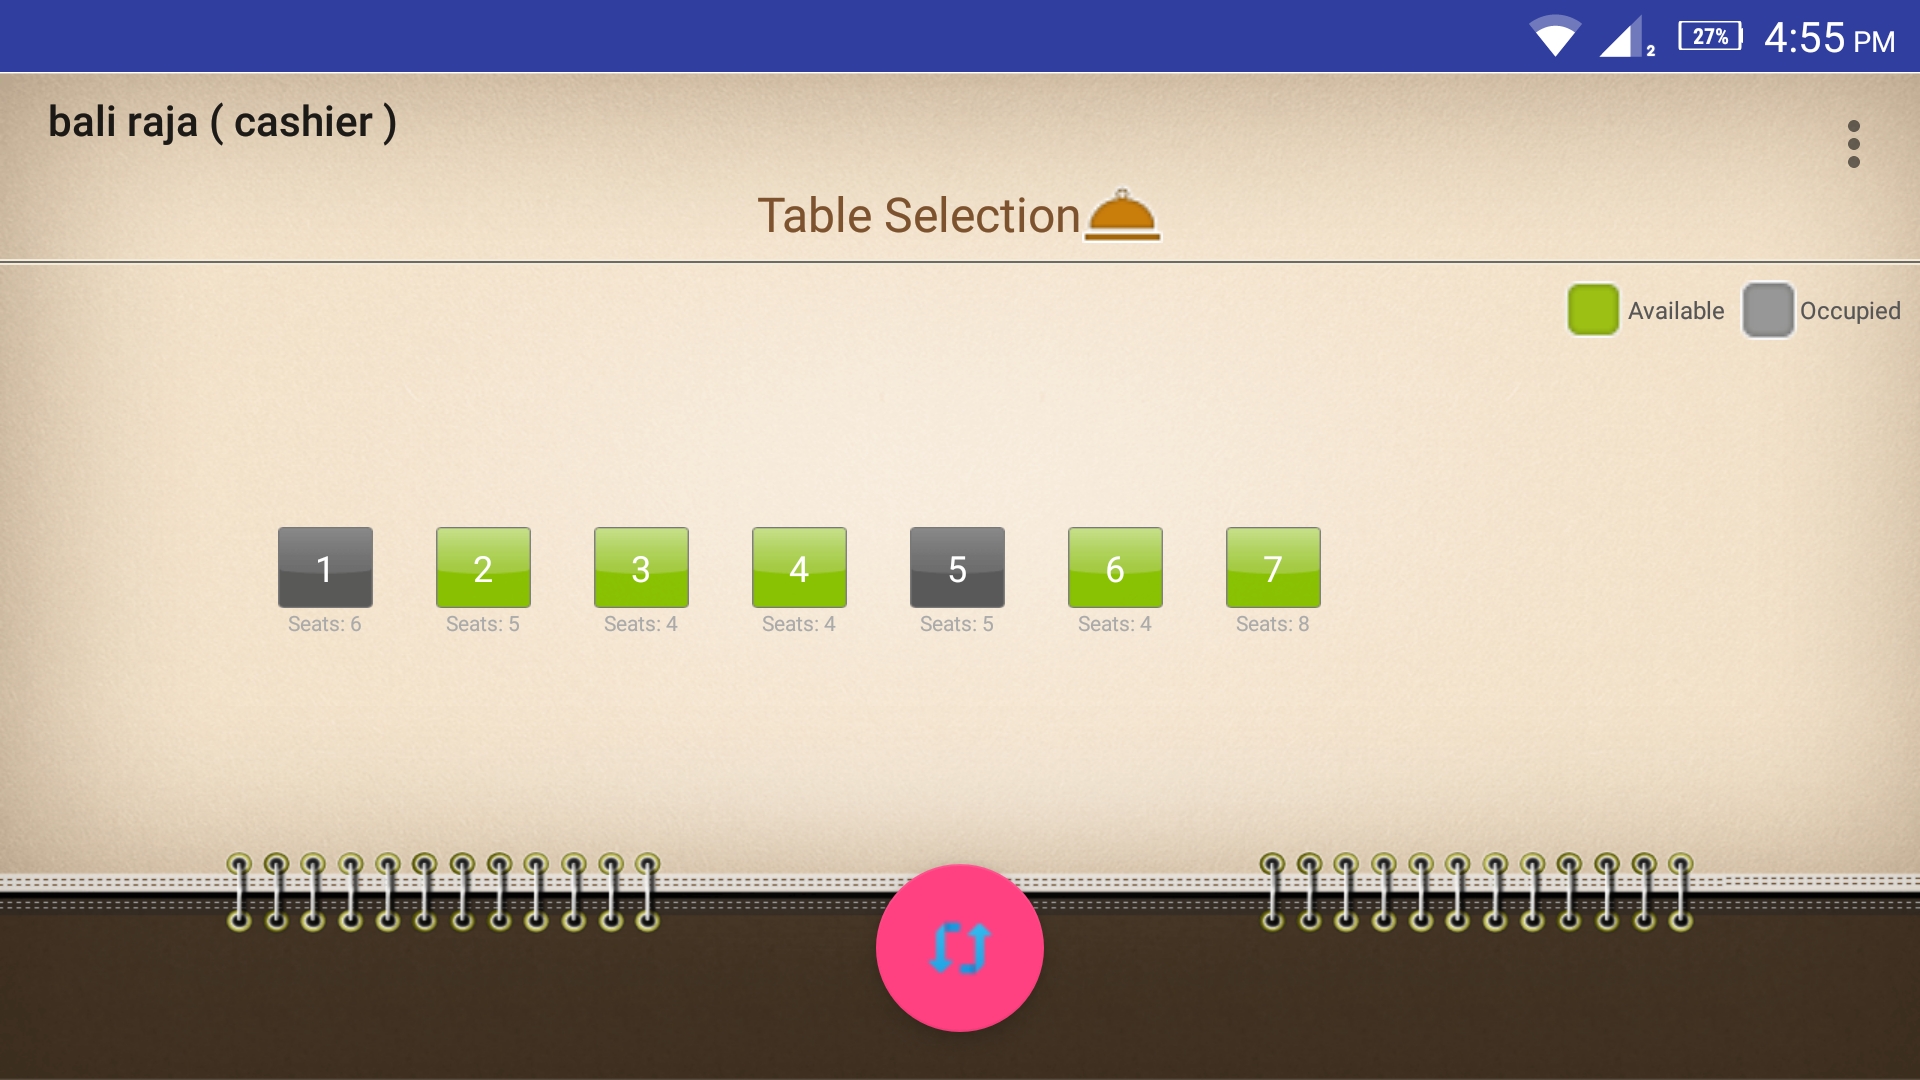 2 27% 4:55 PM
bali raja ( cashier )
Table Selection
Available Occupied
1 2 3 4 5 6 7
Seats: 6 Seats: 5 Seats: 4 Seats: 4 Seats: 5 Seats: 4 Seats: 8